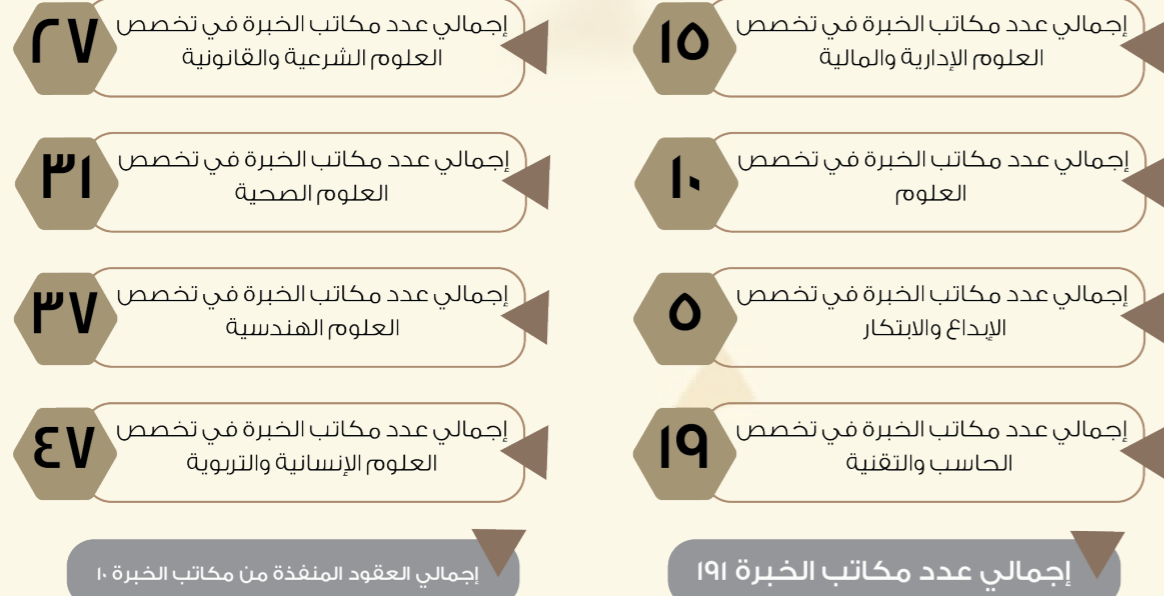 إجمالي عدد مكاتب الخبرة في تخصص
العلوم الإدارية والمالية
١٥
إجمالي عدد مكاتب الخبرة في تخصص
العلوم الشرعية والقانونية
٢٧
إجمالي عدد مكاتب الخبرة في تخصص
العلوم
١٠
إجمالي عدد مكاتب الخبرة في تخصص
العلوم الصحية
٣١
إجمالي عدد مكاتب الخبرة في تخصص
الإبداع والابتكار
٥
إجمالي عدد مكاتب الخبرة في تخصص
العلوم الهندسية
٣٧
إجمالي عدد مكاتب الخبرة في تخصص
الحاسب والتقنية
١٩
إجمالي عدد مكاتب الخبرة في تخصص
العلوم الإنسانية والتربوية
٤٧
إجمالي عدد مكاتب الخبرة ١٩١
إجمالي العقود المنفذة من مكاتب الخبرة ١٠